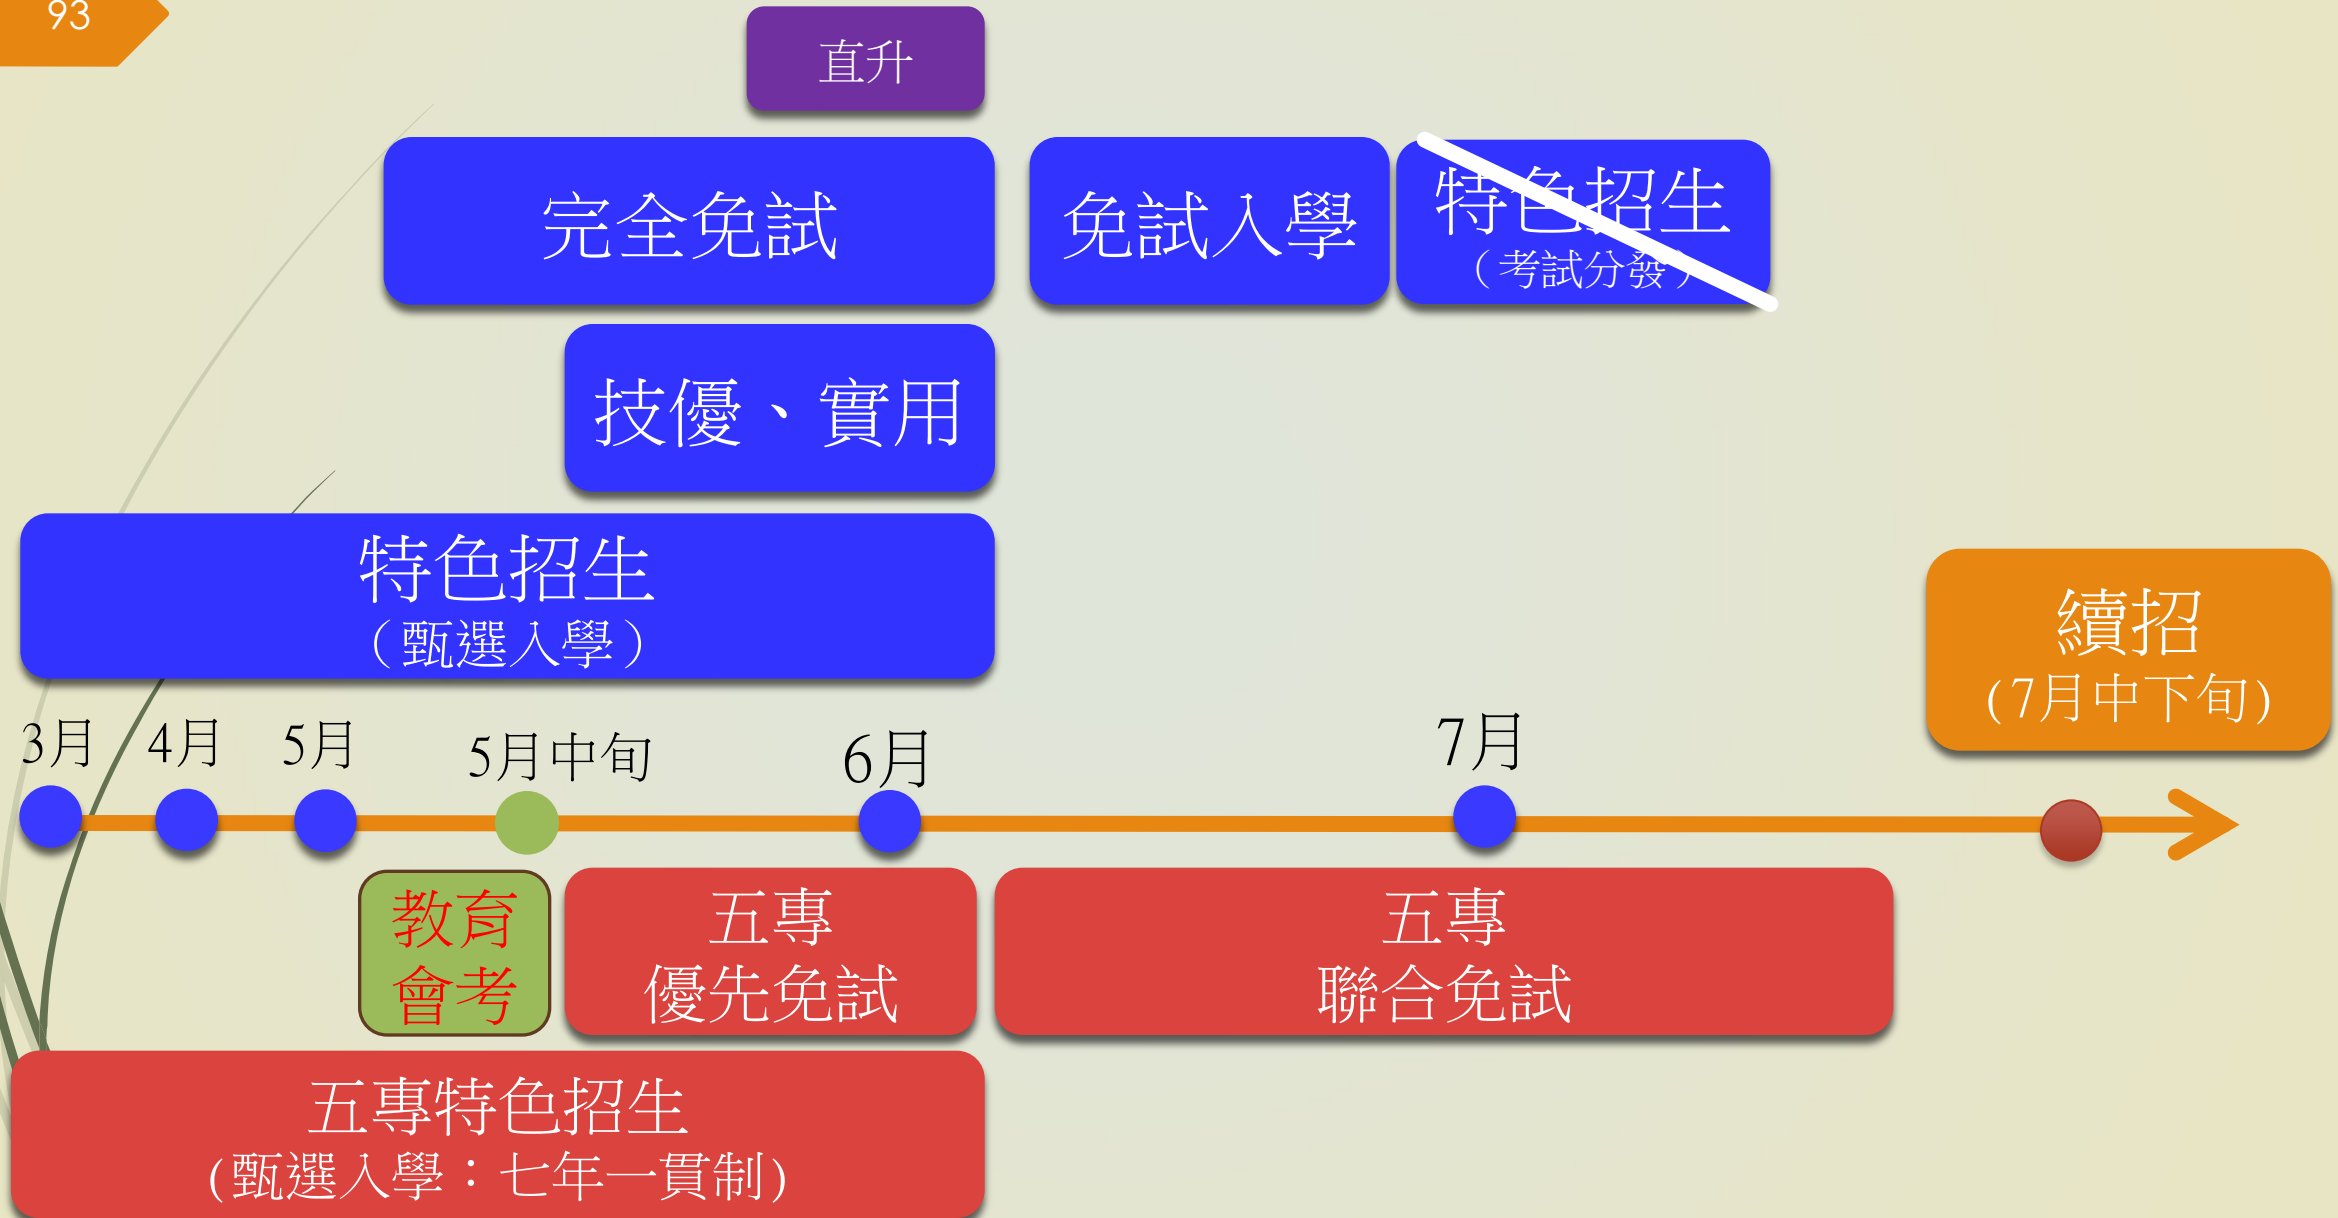 93
直升
完全免試
免試入學
特色招生
（考試分發）
技優、實用
特色招生
（甄選入學）
續招
(7月中下旬)
3月
4月
5月
5月中旬
6月
7月
教育
會考
五專
優先免試
五專
聯合免試
五專特色招生
(甄選入學：七年一貫制)